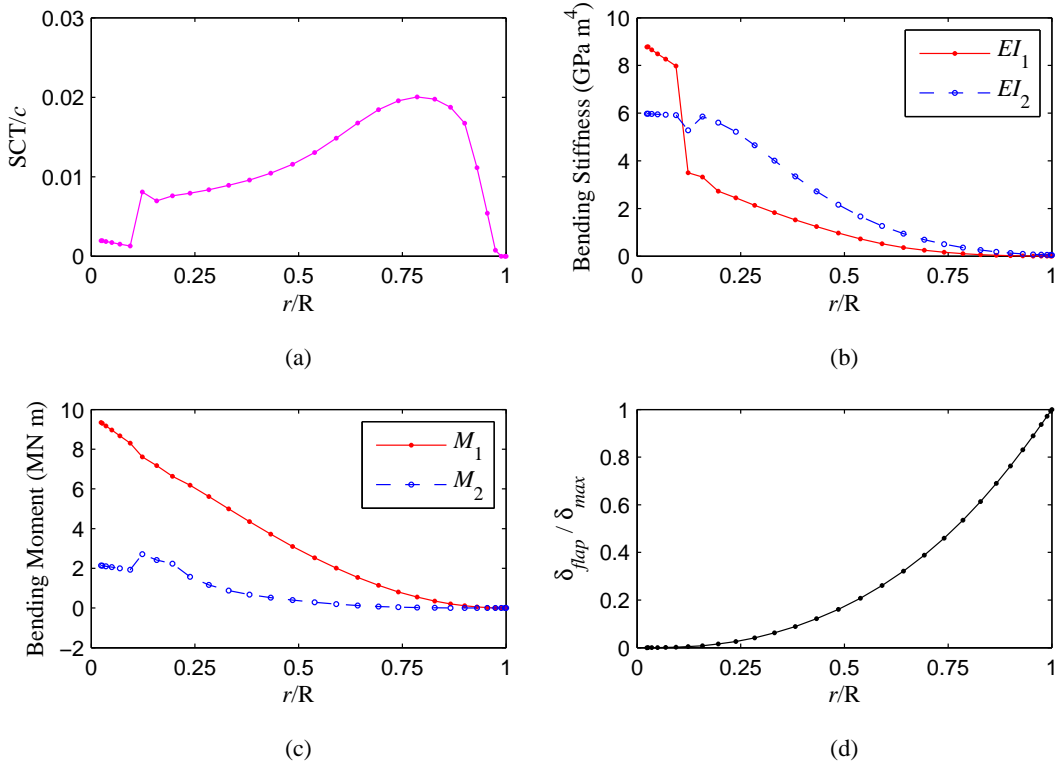 0.03
0.02
0.01
0
SCT/c
0 0.25 0.5 0.75 1
r/R
(a)
10
8
6
4
2
0
Bending Stiffness (GPa m⁴)
EI₁
EI₂
0 0.25 0.5 0.75 1
r/R
(b)
10
8
6
4
2
0
−2
Bending Moment (MN m)
M₁
M₂
0 0.25 0.5 0.75 1
r/R
(c)
1
0.8
0.6
0.4
0.2
0
δflap / δmax
0 0.25 0.5 0.75 1
r/R
(d)